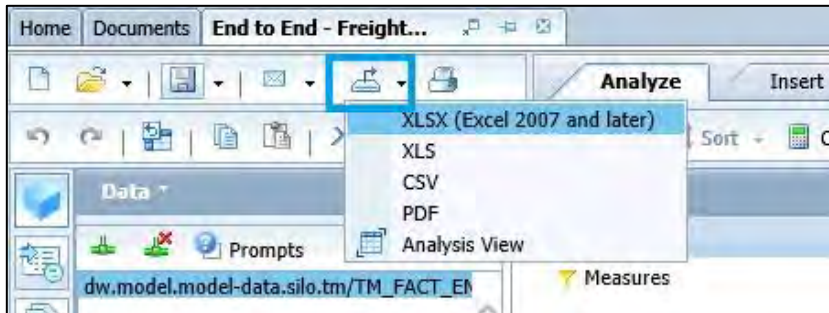 Home Documents End to End - Freight...
Analyze Insert
XLSX (Excel 2007 and later)
Sort
XLS
CSV
Data
PDF
Prompts Analysis View
Measures
dw.model.model-data.silo.tm/TM_FACT_EN